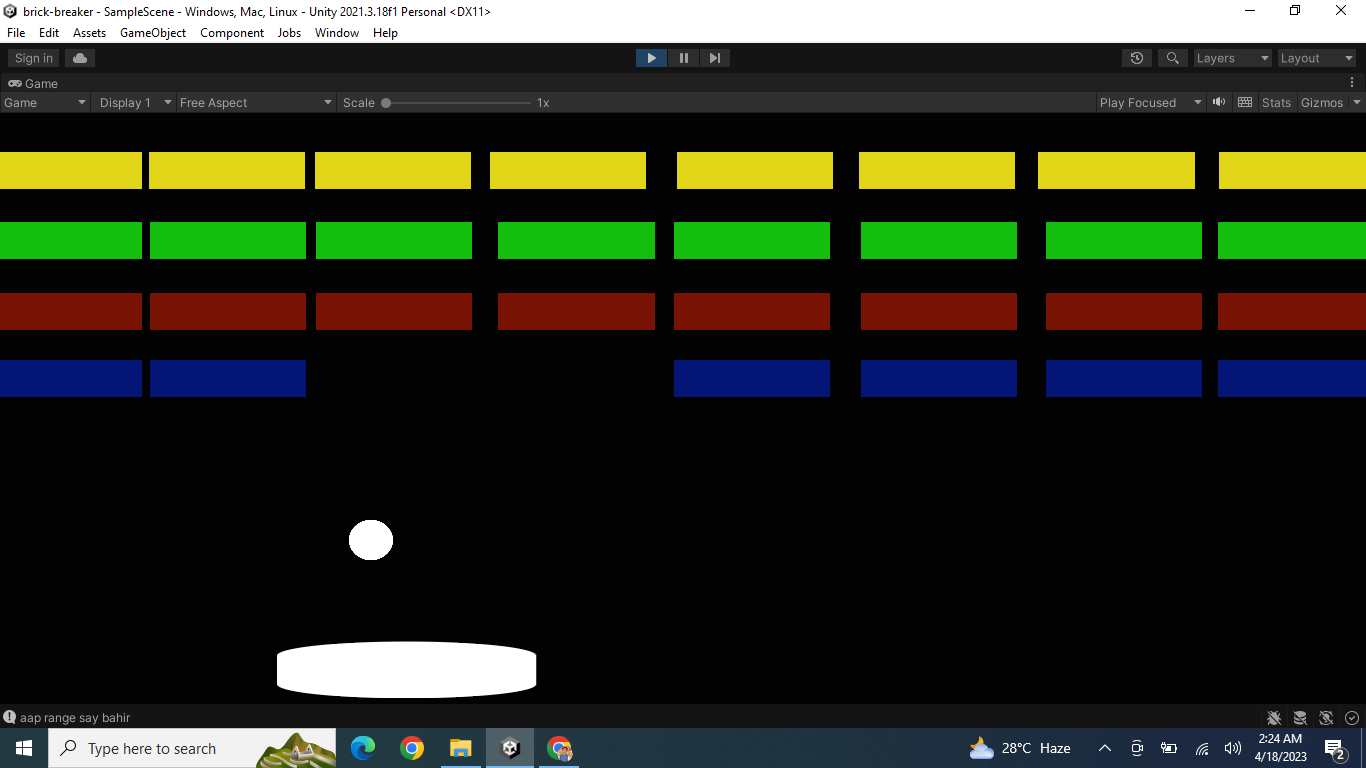 brick-breaker - SampleScene - Windows, Mac, Linux - Unity 2021.3.18f1 Personal <DX11>
File Edit Assets GameObject Component Jobs Window Help
Sign in Layers Layout
Game
Game Display 1 Free Aspect Scale 1x Play Focused Stats Gizmos
aap range say bahir
Type here to search 28°C Haze 2:24 AM
4/18/2023 2